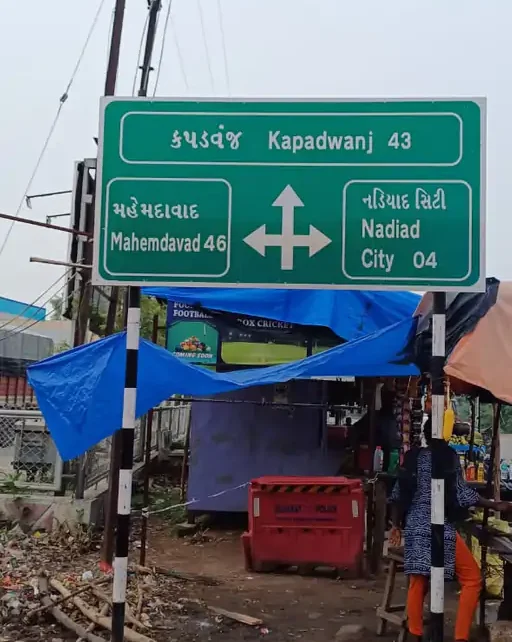 કપડવંજ Kapadwanj 43
મહેમદાવાદ
Mahemdavad 46
નડિયાદ સિટી
Nadiad
City 04
FOOTBALL
BOX CRICKET
COMING SOON